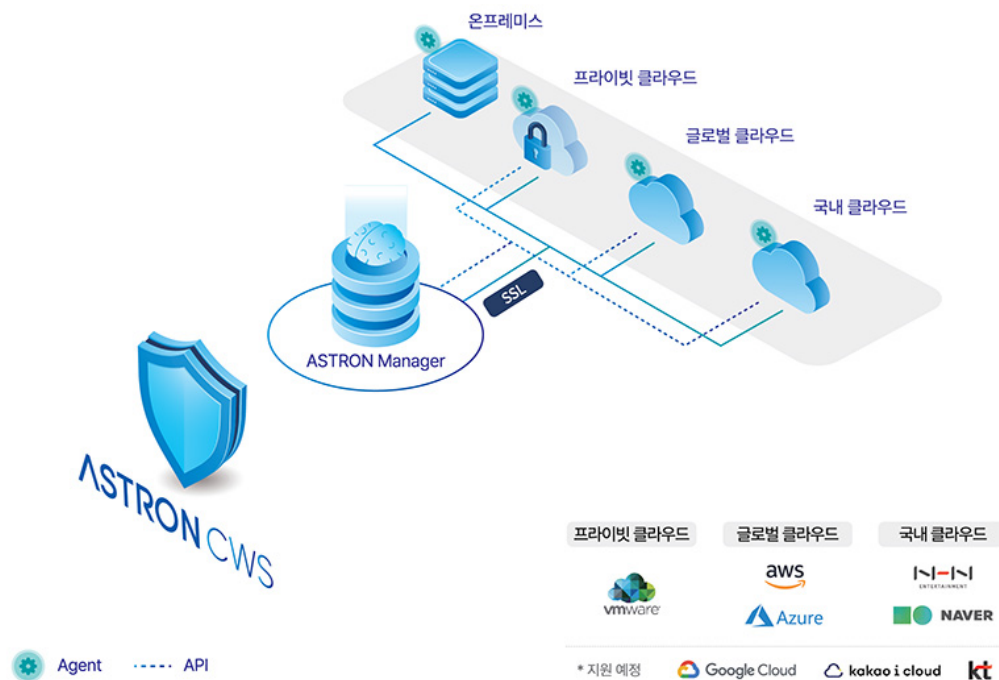 온프레미스
프라이빗 클라우드
글로벌 클라우드
국내 클라우드
SSL
ASTRON Manager
ASTRON CWS
프라이빗 클라우드
글로벌 클라우드
국내 클라우드
vmware
aws
Azure
NHN
ENTERTAINMENT
NAVER
Agent
API
* 지원 예정
Google Cloud
kakao i cloud
kt